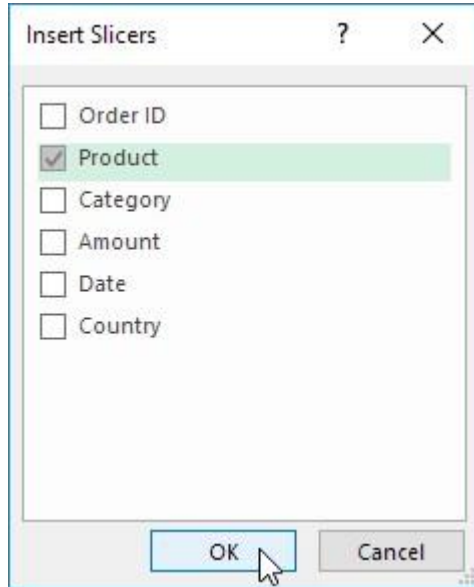 Insert Slicers ?
Order ID
Product
Category
Amount
Date
Country
OK Cancel